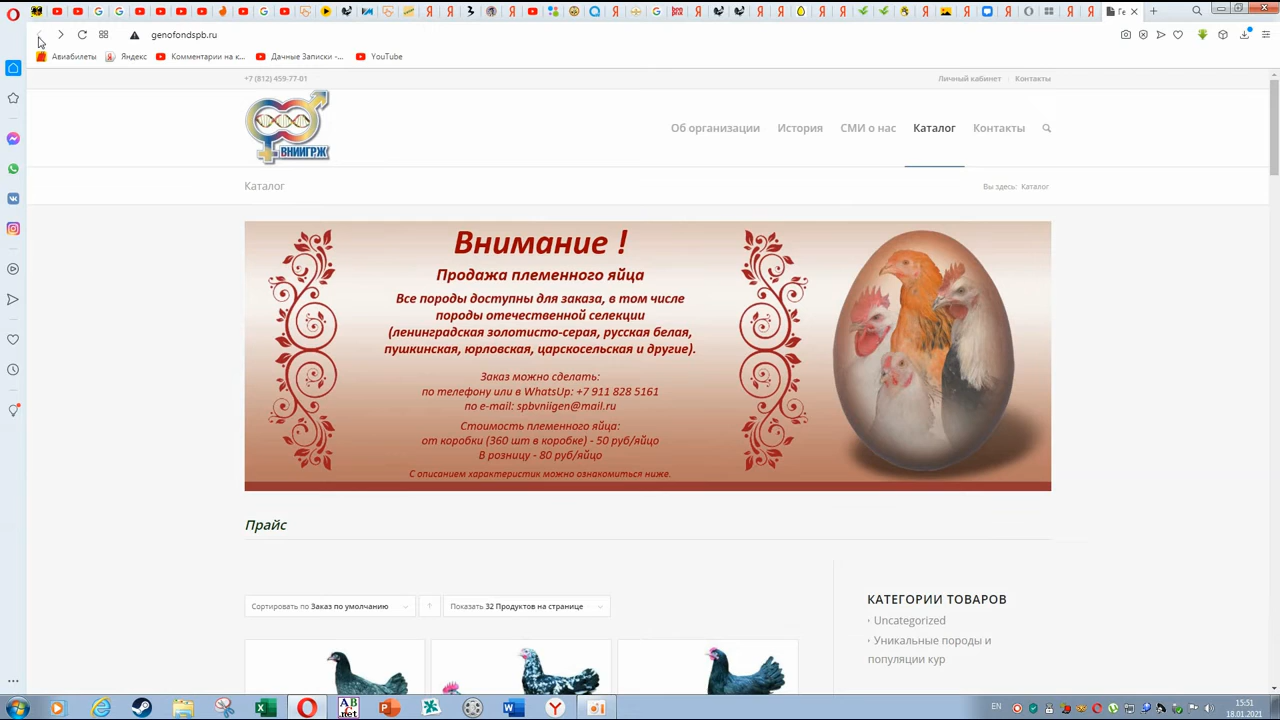 Ге
genofondspb.ru
Авиабилеты
Яндекс
Комментарии на к...
Дачные Записки -...
YouTube
+7 (812) 459-77-01
Личный кабинет
Контакты
ВНИИГРЖ
Об организации
История
СМИ о нас
Каталог
Контакты
Каталог
Вы здесь: Каталог
Внимание !
Продажа племенного яйца
Все породы доступны для заказа, в том числе
породы отечественной селекции
(ленинградская золотисто-серая, русская белая,
пушкинская, юрловская, царскосельская и другие).
Заказ можно сделать:
по телефону или в WhatsUp: +7 911 828 5161
по e-mail: spbvniigen@mail.ru
Стоимость племенного яйца:
от коробки (360 шт в коробке) - 50 руб/яйцо
В розницу - 80 руб/яйцо
С описанием характеристик можно ознакомиться ниже.
Прайс
Сортировать по Заказ по умолчанию
Показать 32 Продуктов на странице
КАТЕГОРИИ ТОВАРОВ
Uncategorized
Уникальные породы и
популяции кур
EN
15:51
18.01.2021